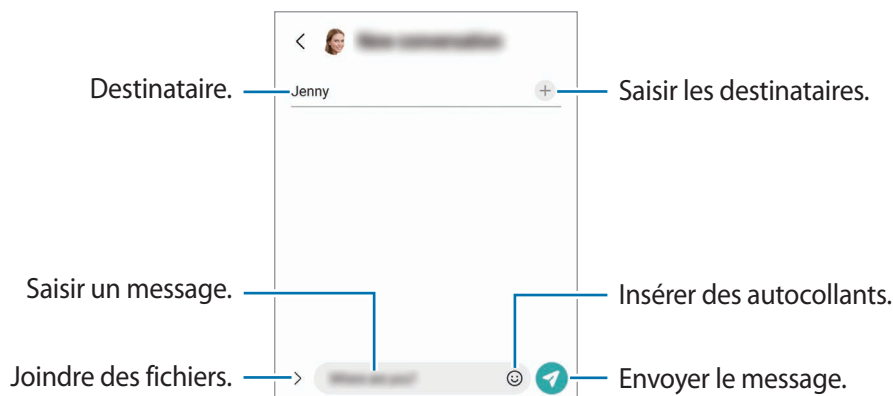 Destinataire.
Jenny
Saisir les destinataires.
Saisir un message.
Insérer des autocollants.
Joindre des fichiers.
Envoyer le message.